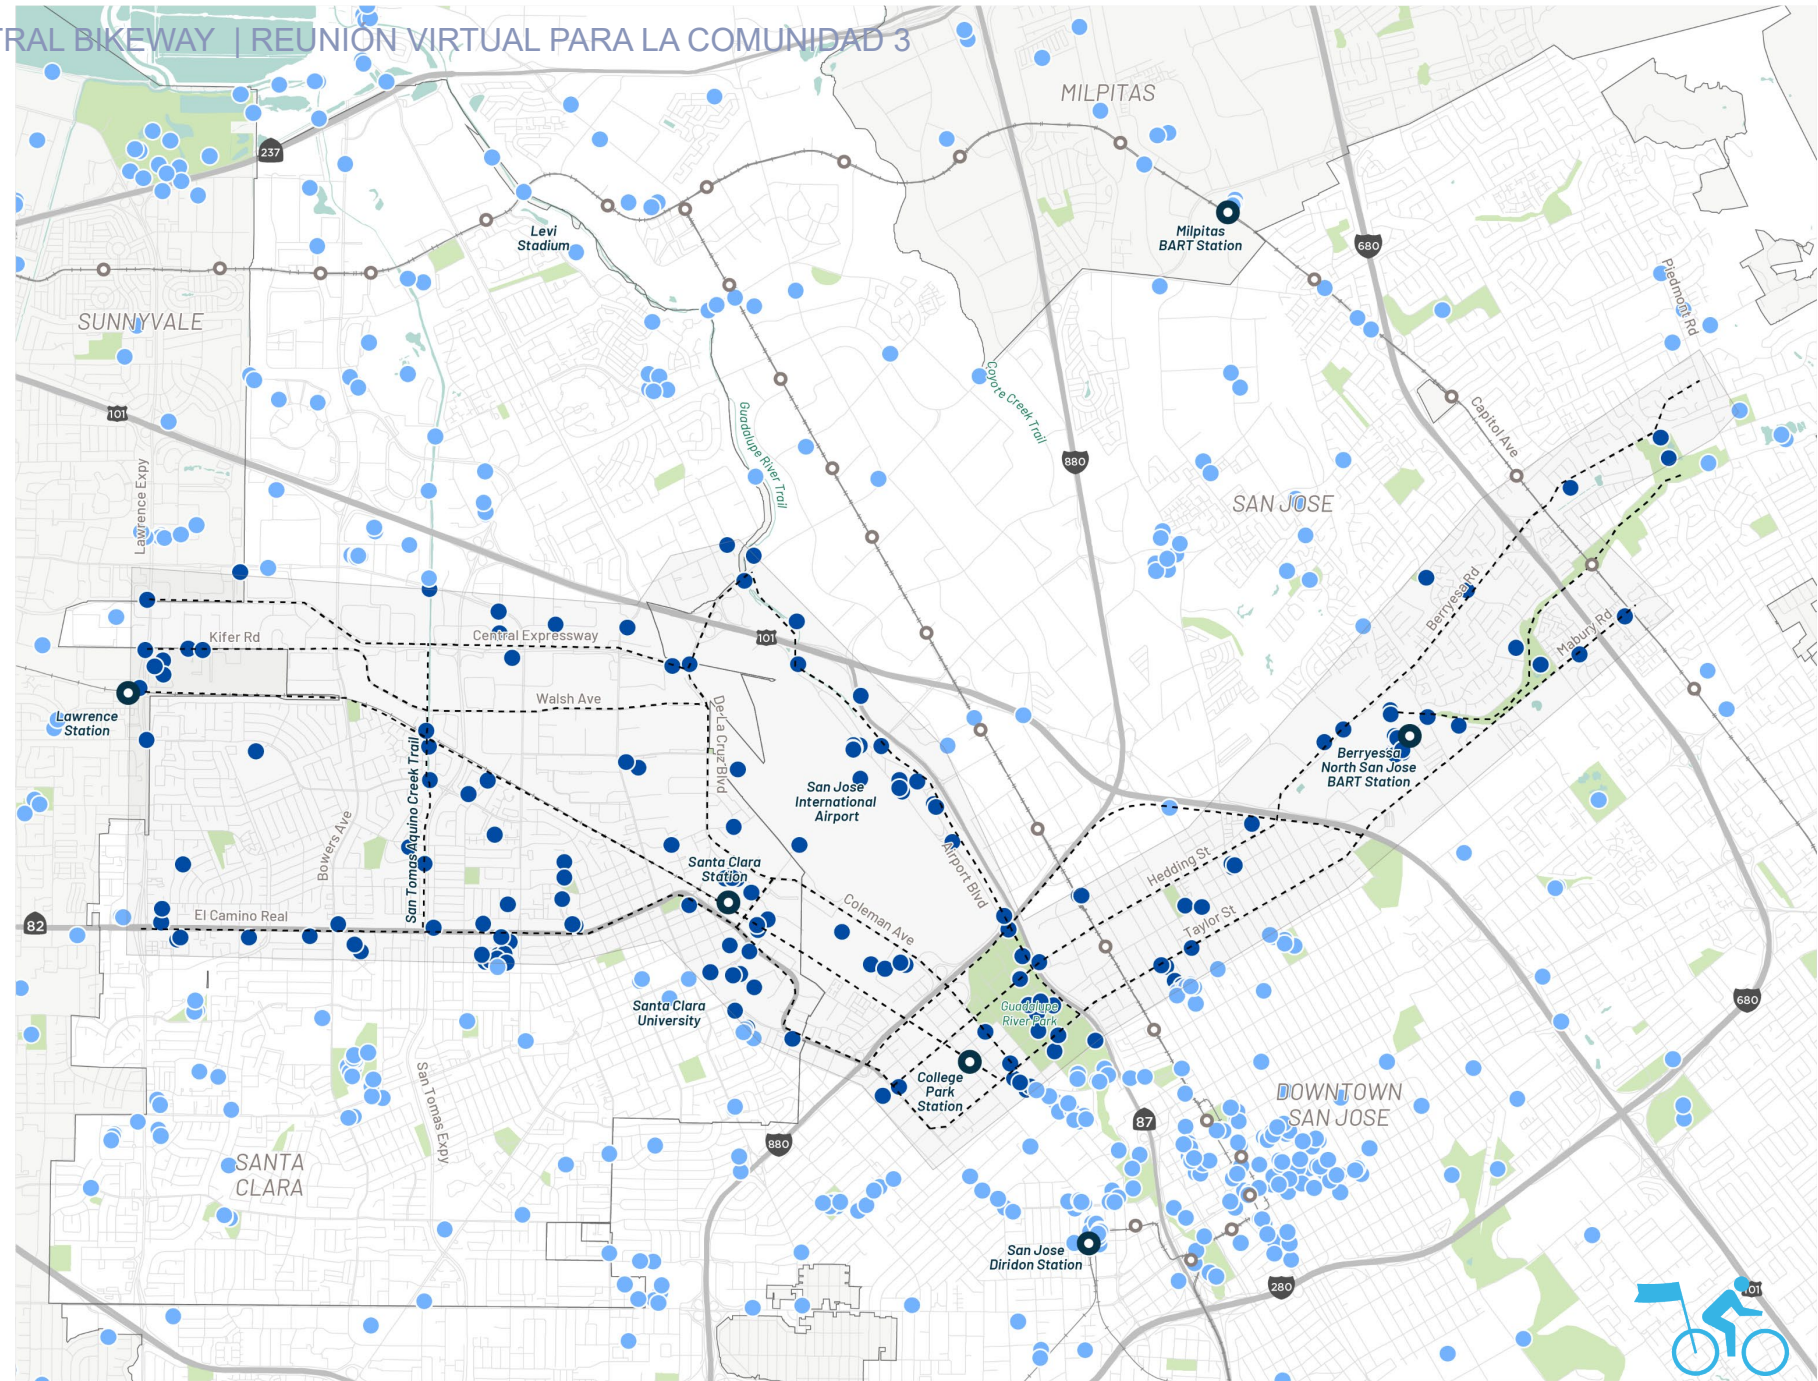 TRAL BIKEWAY | REUNIÓN VIRTUAL PARA LA COMUNIDAD 3
MILPITAS
237
Levi
Stadium
Milpitas
BART Station
680
Piedmont Rd
SUNNYVALE
Coyote Creek Trail
101
Guadalupe River Trail
Capitol Ave
880
Lawrence Expy
SAN JOSE
Berryessa Rd
Mabury Rd
Kifer Rd
Central Expressway
101
Walsh Ave
De La Cruz Blvd
Lawrence
Station
San Tomas Aquino Creek Trail
Berryessa
North San Jose
BART Station
San Jose
International
Airport
Bowers Ave
Airport Blvd
Hedding St
Santa Clara
Station
Coleman Ave
Taylor St
El Camino Real
82
Santa Clara
University
Guadalupe
River Park
680
College
Park
Station
San Tomas Expy
DOWNTOWN
SAN JOSE
87
880
SANTA
CLARA
San Jose
Diridon Station
280
101